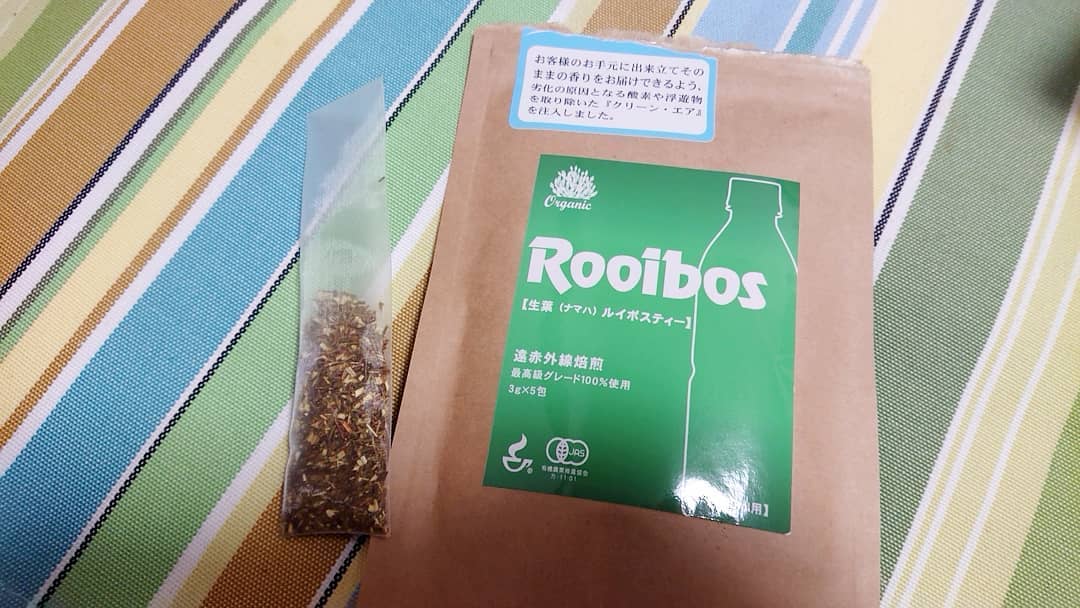 お客様のお手元に出来立てその
ままの香りをお届けできるよう、
劣化の原因となる酸素や浮遊物
を取り除いた『クリーン・エア』
を注入しました。
Organic
Rooibos
【生葉（ナマハ）ルイボスティー】
遠赤外線焙煎
最高級グレード100%使用
3g×5包
JAS
用】